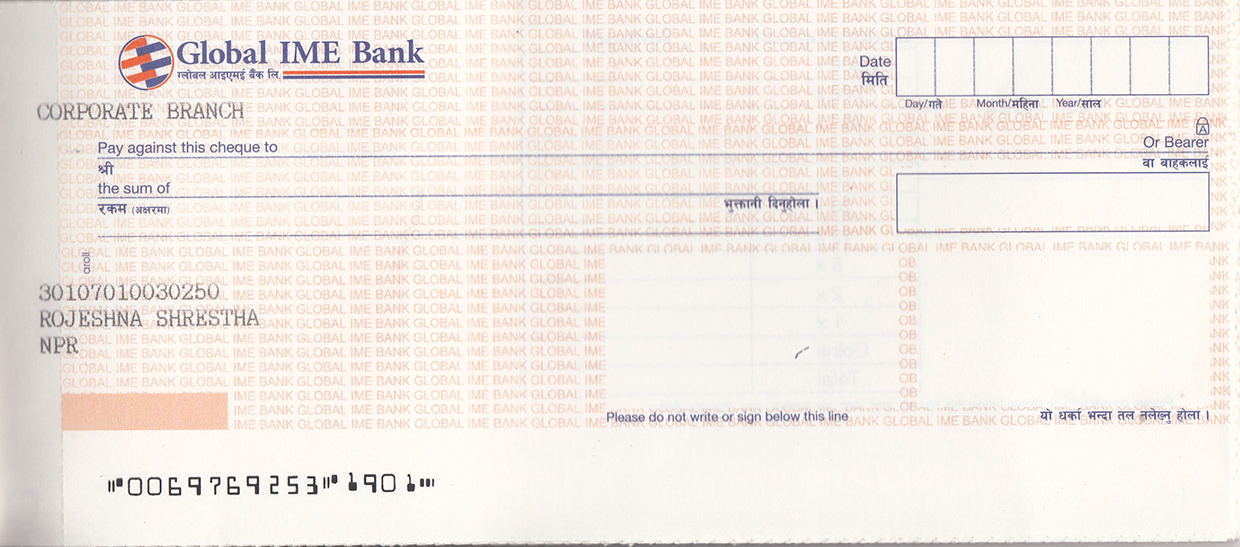 Global IME Bank
ग्लोबल आइएमई बैंक लि.
Date
मिति
Day/गते Month/महिना Year/साल
CORPORATE BRANCH
A
Pay against this cheque to Or Bearer
श्री वा वाहकलाई
the sum of
रकम (अक्षरमा) भुक्तानी दिनुहोला ।
30107010030250
ROJESHNA SHRESTHA
NPR
Please do not write or sign below this line यो धर्का भन्दा तल नलेख्नु होला ।
⑈0069769253⑈ 1901⑈